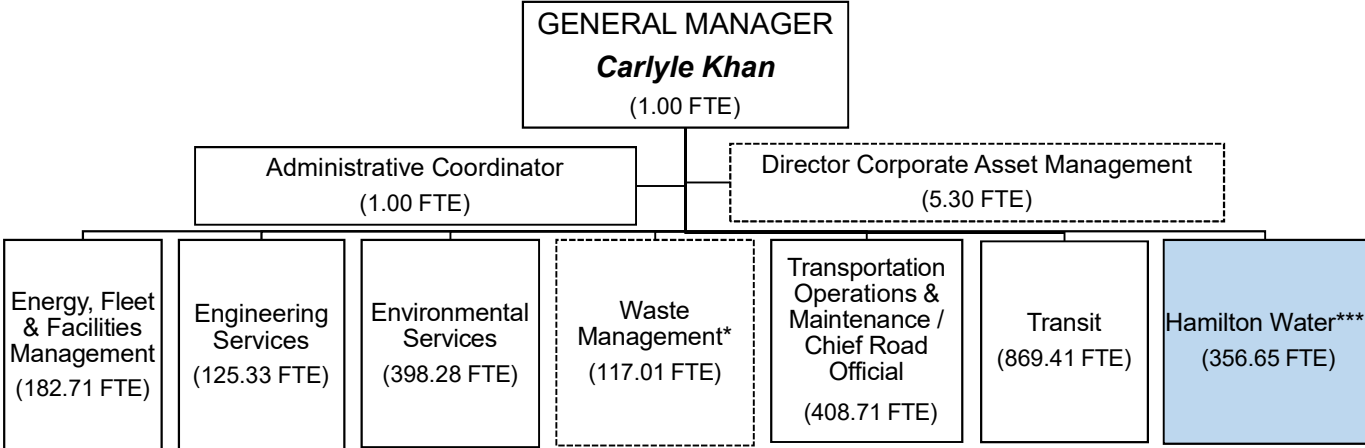 GENERAL MANAGER
Carlyle Khan
(1.00 FTE)
Administrative Coordinator
(1.00 FTE)
Director Corporate Asset Management
(5.30 FTE)
Energy, Fleet
& Facilities
Management
(182.71 FTE)
Engineering
Services
(125.33 FTE)
Environmental
Services
(398.28 FTE)
Waste
Management*
(117.01 FTE)
Transportation
Operations &
Maintenance /
Chief Road
Official
(408.71 FTE)
Transit
(869.41 FTE)
Hamilton Water***
(356.65 FTE)